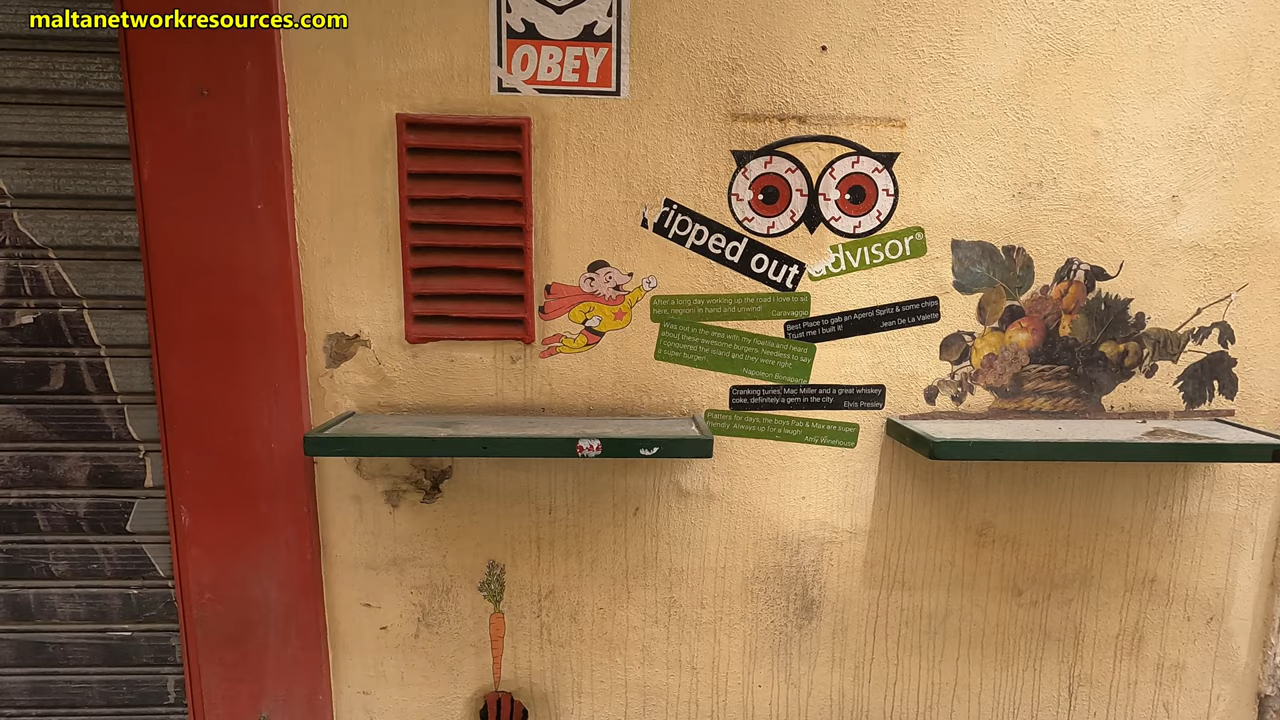 maltanetworkresources.com
OBEY
ripped out
advisor®
After a long day working up the road I love to sit
here, negroni in hand and unwind!
Caravaggio
Best Place to gab an Aperol Spritz & some chips
Trust me I built it!
Jean De La Valette
Was out in the area with my floatila and heard
about these awesome burgers. Needless to say
I conquered the island and they were right,
a super burger.
Napoleon Bonaparte
Cranking tunes, Mac Miller and a great whiskey
coke, definitely a gem in the city.
Elvis Presley
Platters for days, the boys Pab & Max are super
friendly. Always up for a laugh!
Amy Winehouse